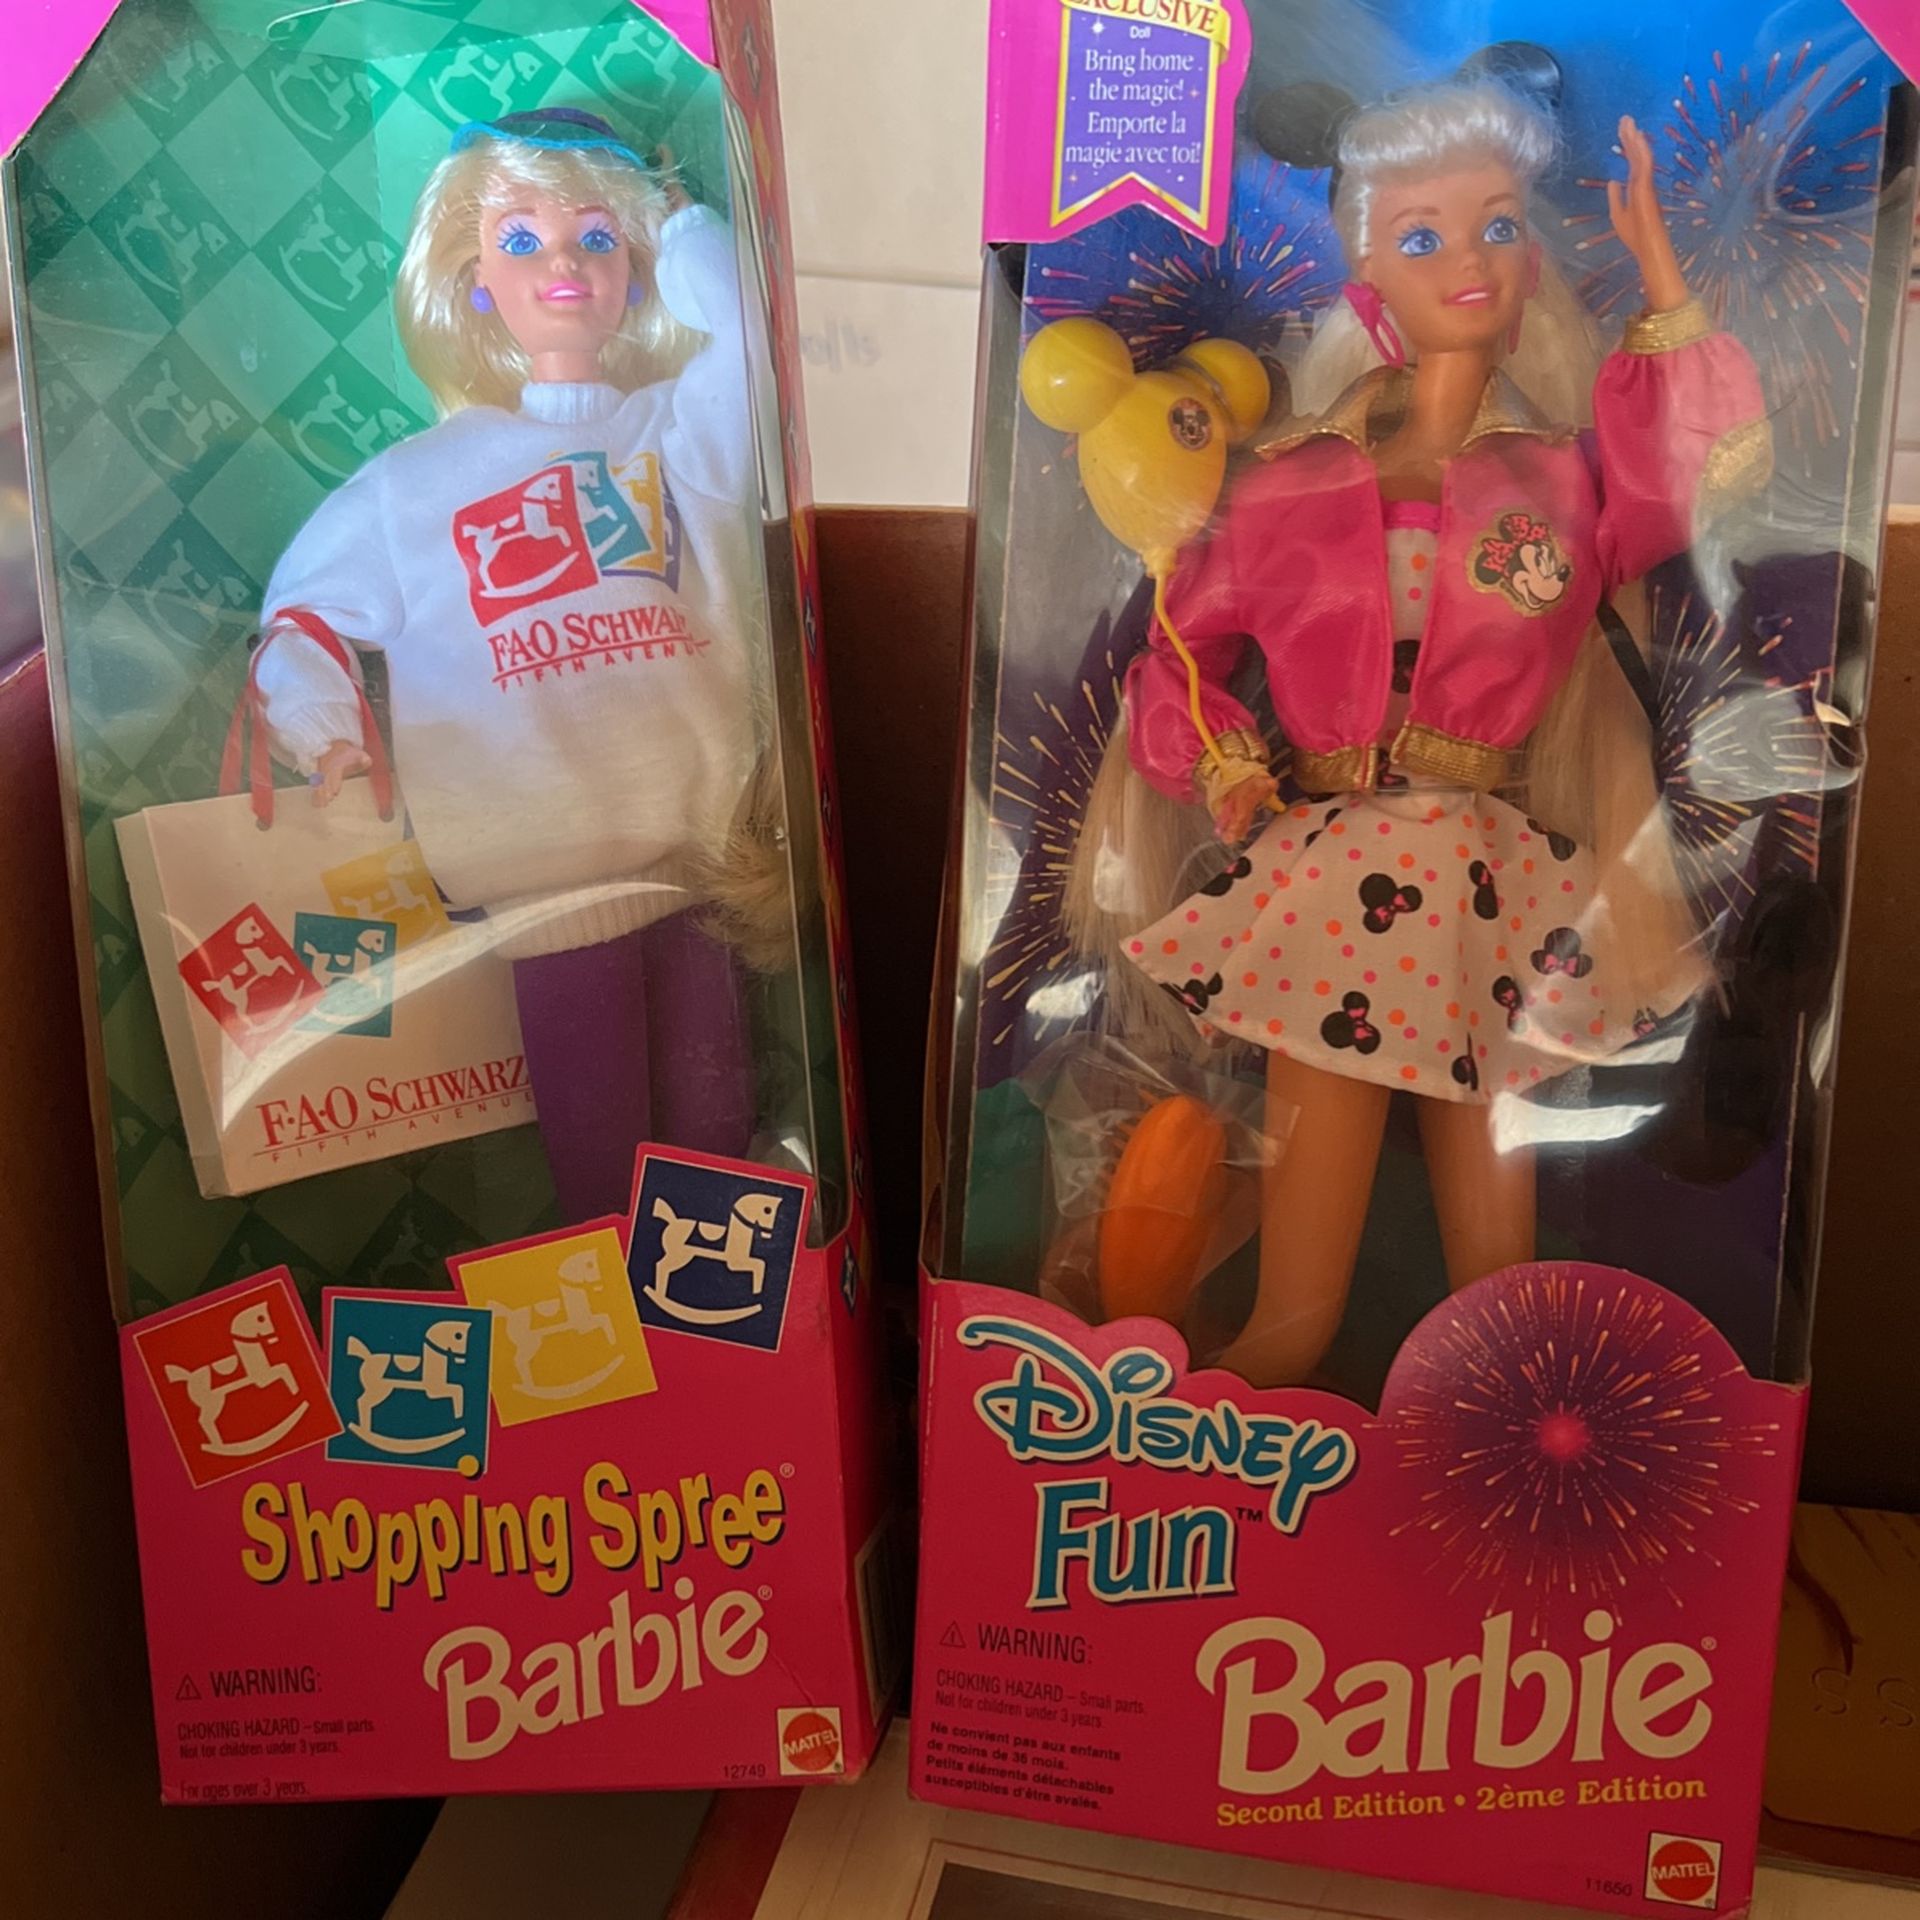 F·A·O SCHWAR
FIFTH AVENU
F·A·O SCHWARZ
FIFTH AVENUE
Shopping Spree®
Barbie®
⚠ WARNING:
CHOKING HAZARD – Small parts.
Not for children under 3 years.
For ages over 3 years.
12749
MATTEL
EXCLUSIVE
Doll
Bring home
the magic!
Emporte la
magie avec toi!
Disney
Fun™
Barbie®
Second Edition • 2ème Edition
⚠ WARNING:
CHOKING HAZARD – Small parts.
Not for children under 3 years.
Ne convient pas aux enfants
de moins de 36 mois.
Petits éléments détachables
susceptibles d'être avalés.
11650
MATTEL